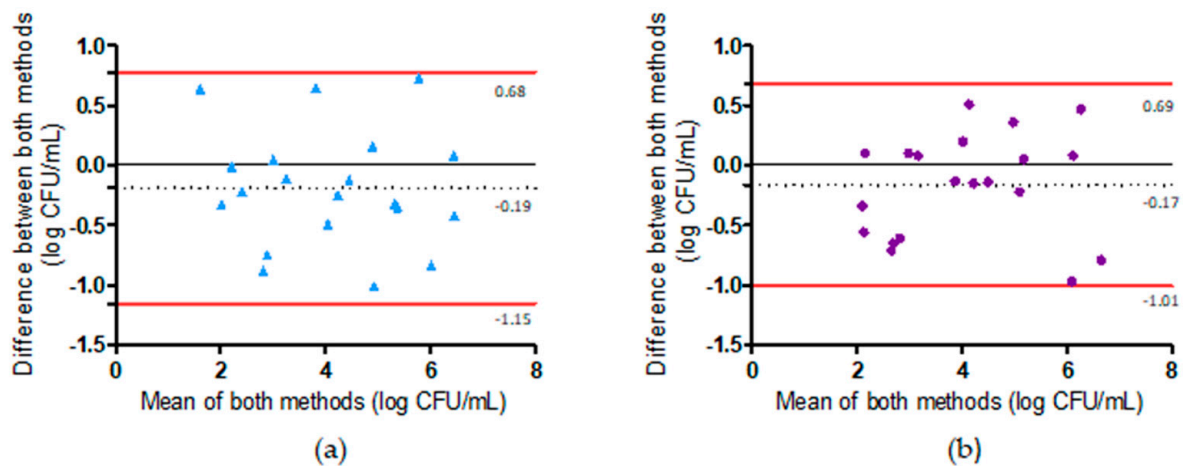 Difference between both methods
(log CFU/mL)
1.0
0.5
0.0
-0.5
-1.0
-1.5
0.68
-0.19
-1.15
0 2 4 6 8
Mean of both methods (log CFU/mL)
(a)
Difference between both methods
(log CFU/mL)
1.0
0.5
0.0
-0.5
-1.0
-1.5
0.69
-0.17
-1.01
0 2 4 6 8
Mean of both methods (log CFU/mL)
(b)